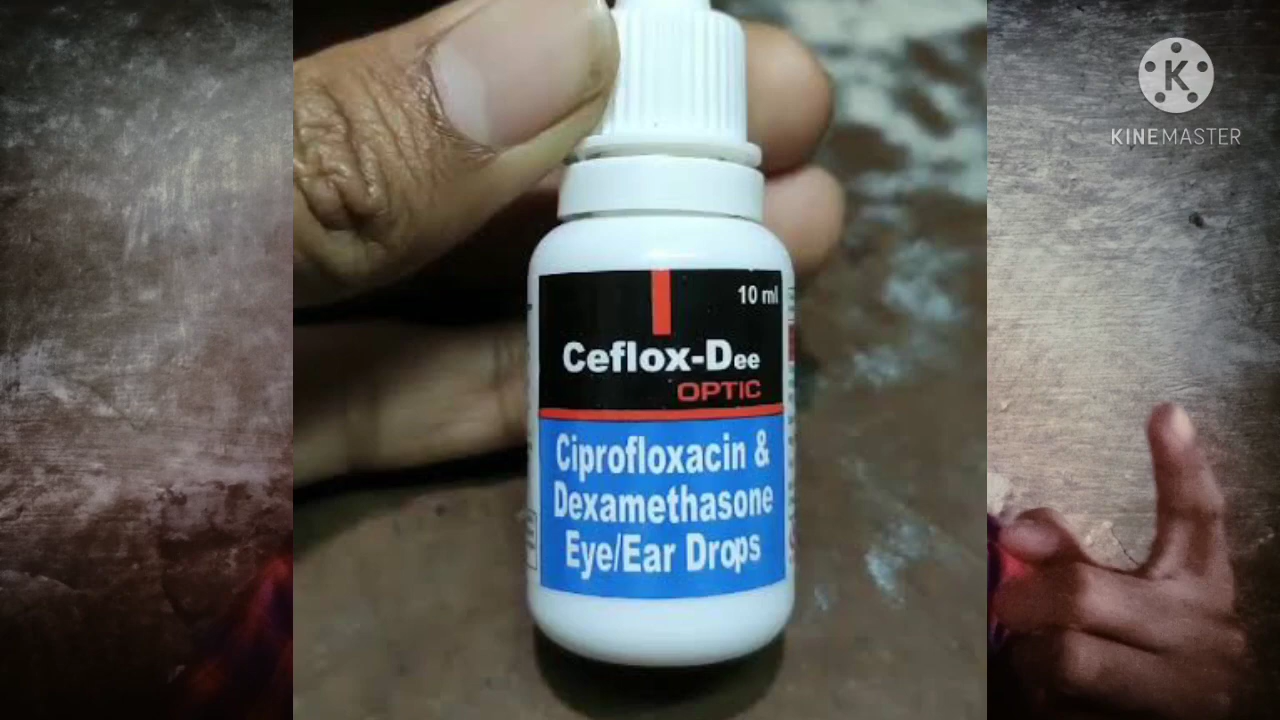 10 ml
Ceflox-Dee
OPTIC
Ciprofloxacin &
Dexamethasone
Eye/Ear Drops
K
KINEMASTER